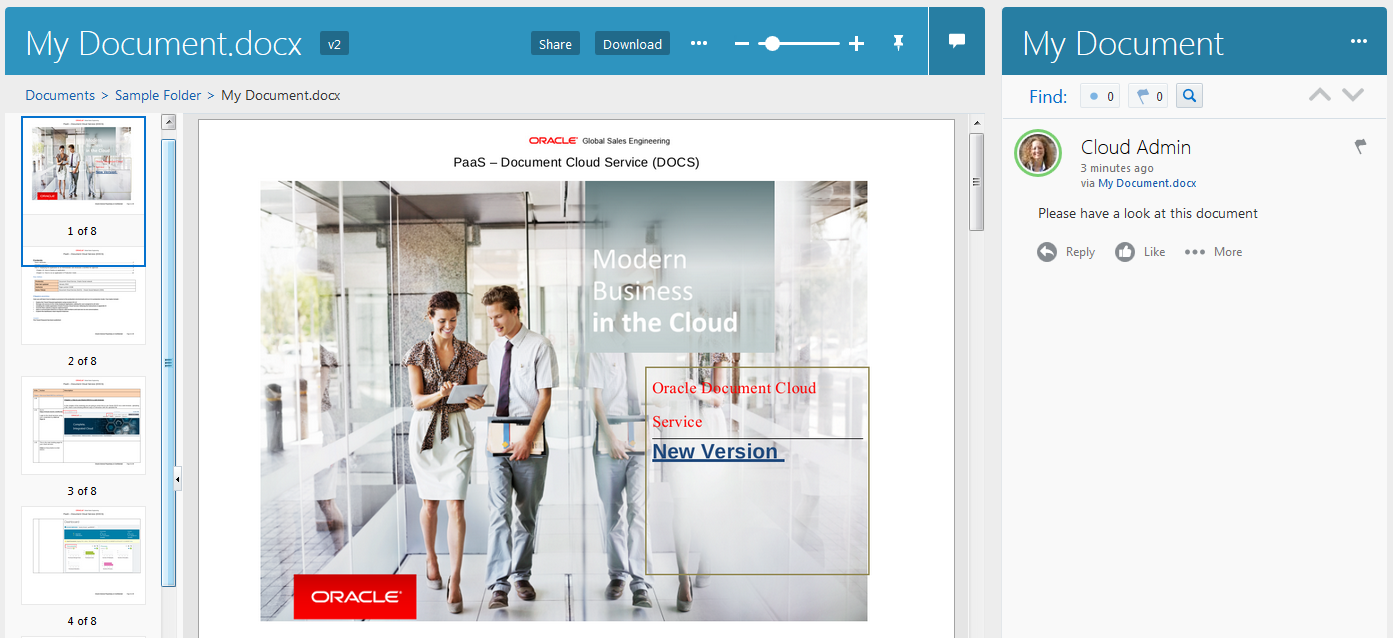 My Document.docx
v2
Share
Download
Documents > Sample Folder > My Document.docx
1 of 8
2 of 8
3 of 8
4 of 8
ORACLE® Global Sales Engineering
PaaS – Document Cloud Service (DOCS)
Modern
Business
in the Cloud
Oracle Document Cloud
Service
New Version
ORACLE®
My Document
Find:
0
0
Cloud Admin
3 minutes ago
via My Document.docx
Please have a look at this document
Reply
Like
More